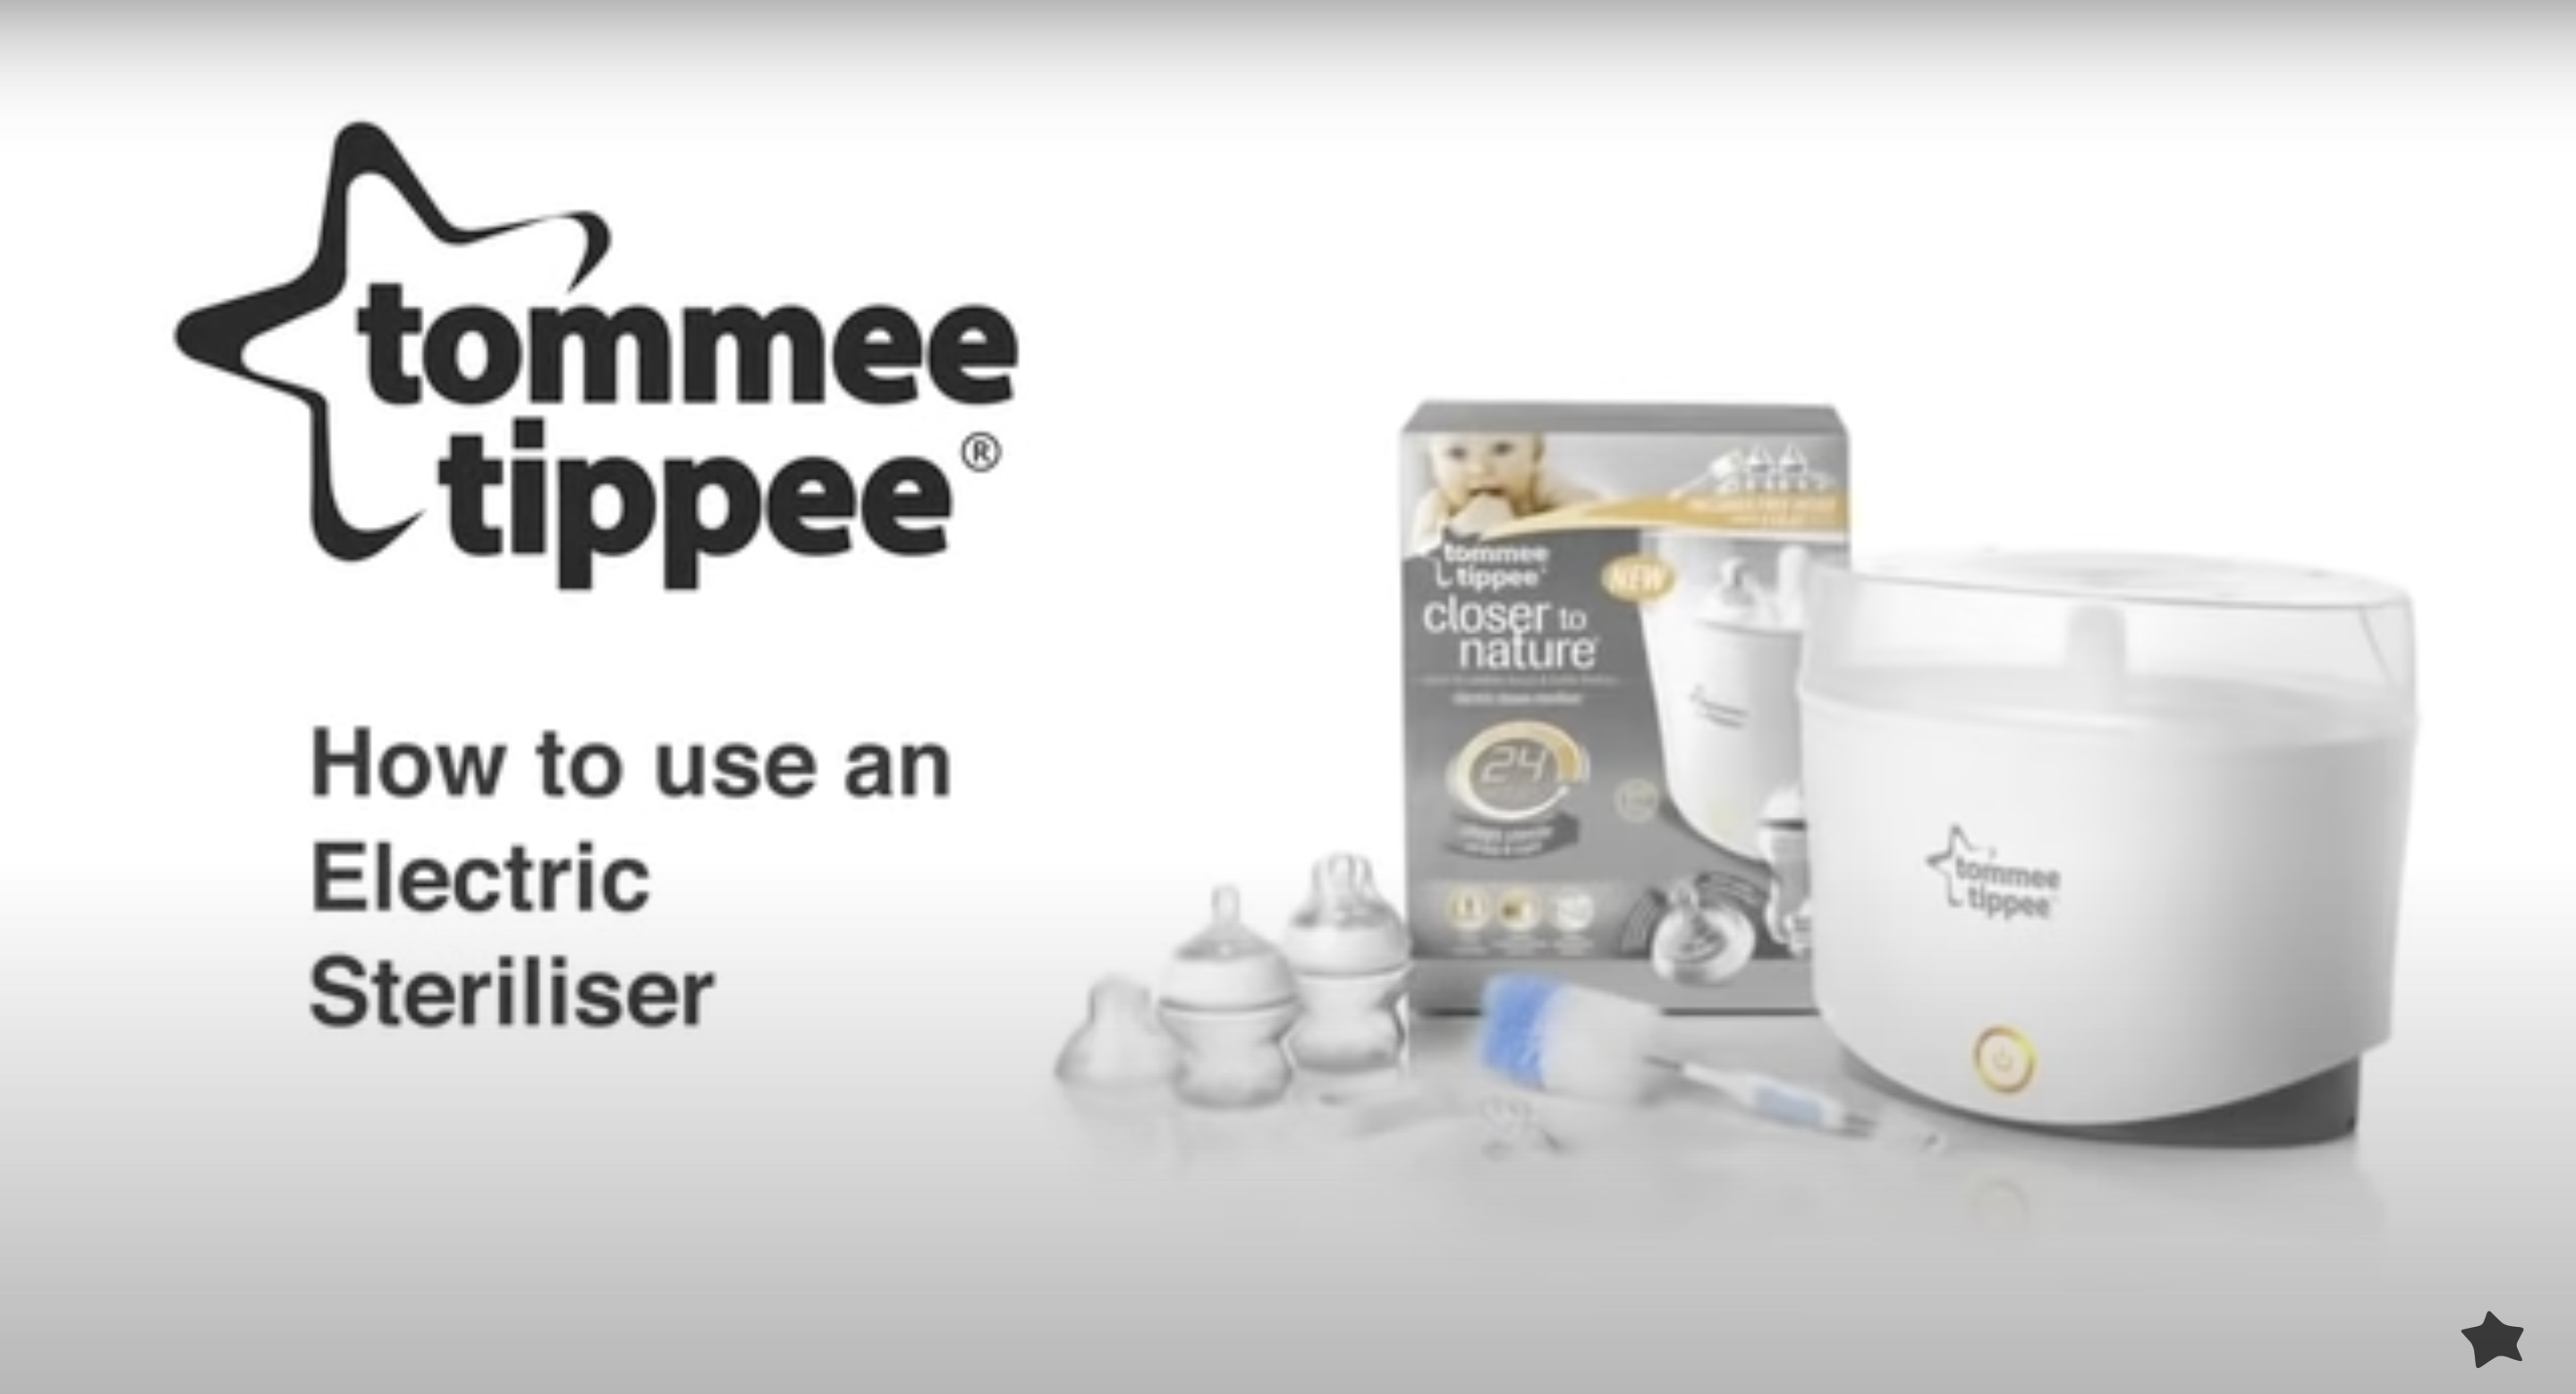 tommee
tippee®
How to use an
Electric
Steriliser
tommee
tippee
NEW
closer to
nature
24
tommee
tippee